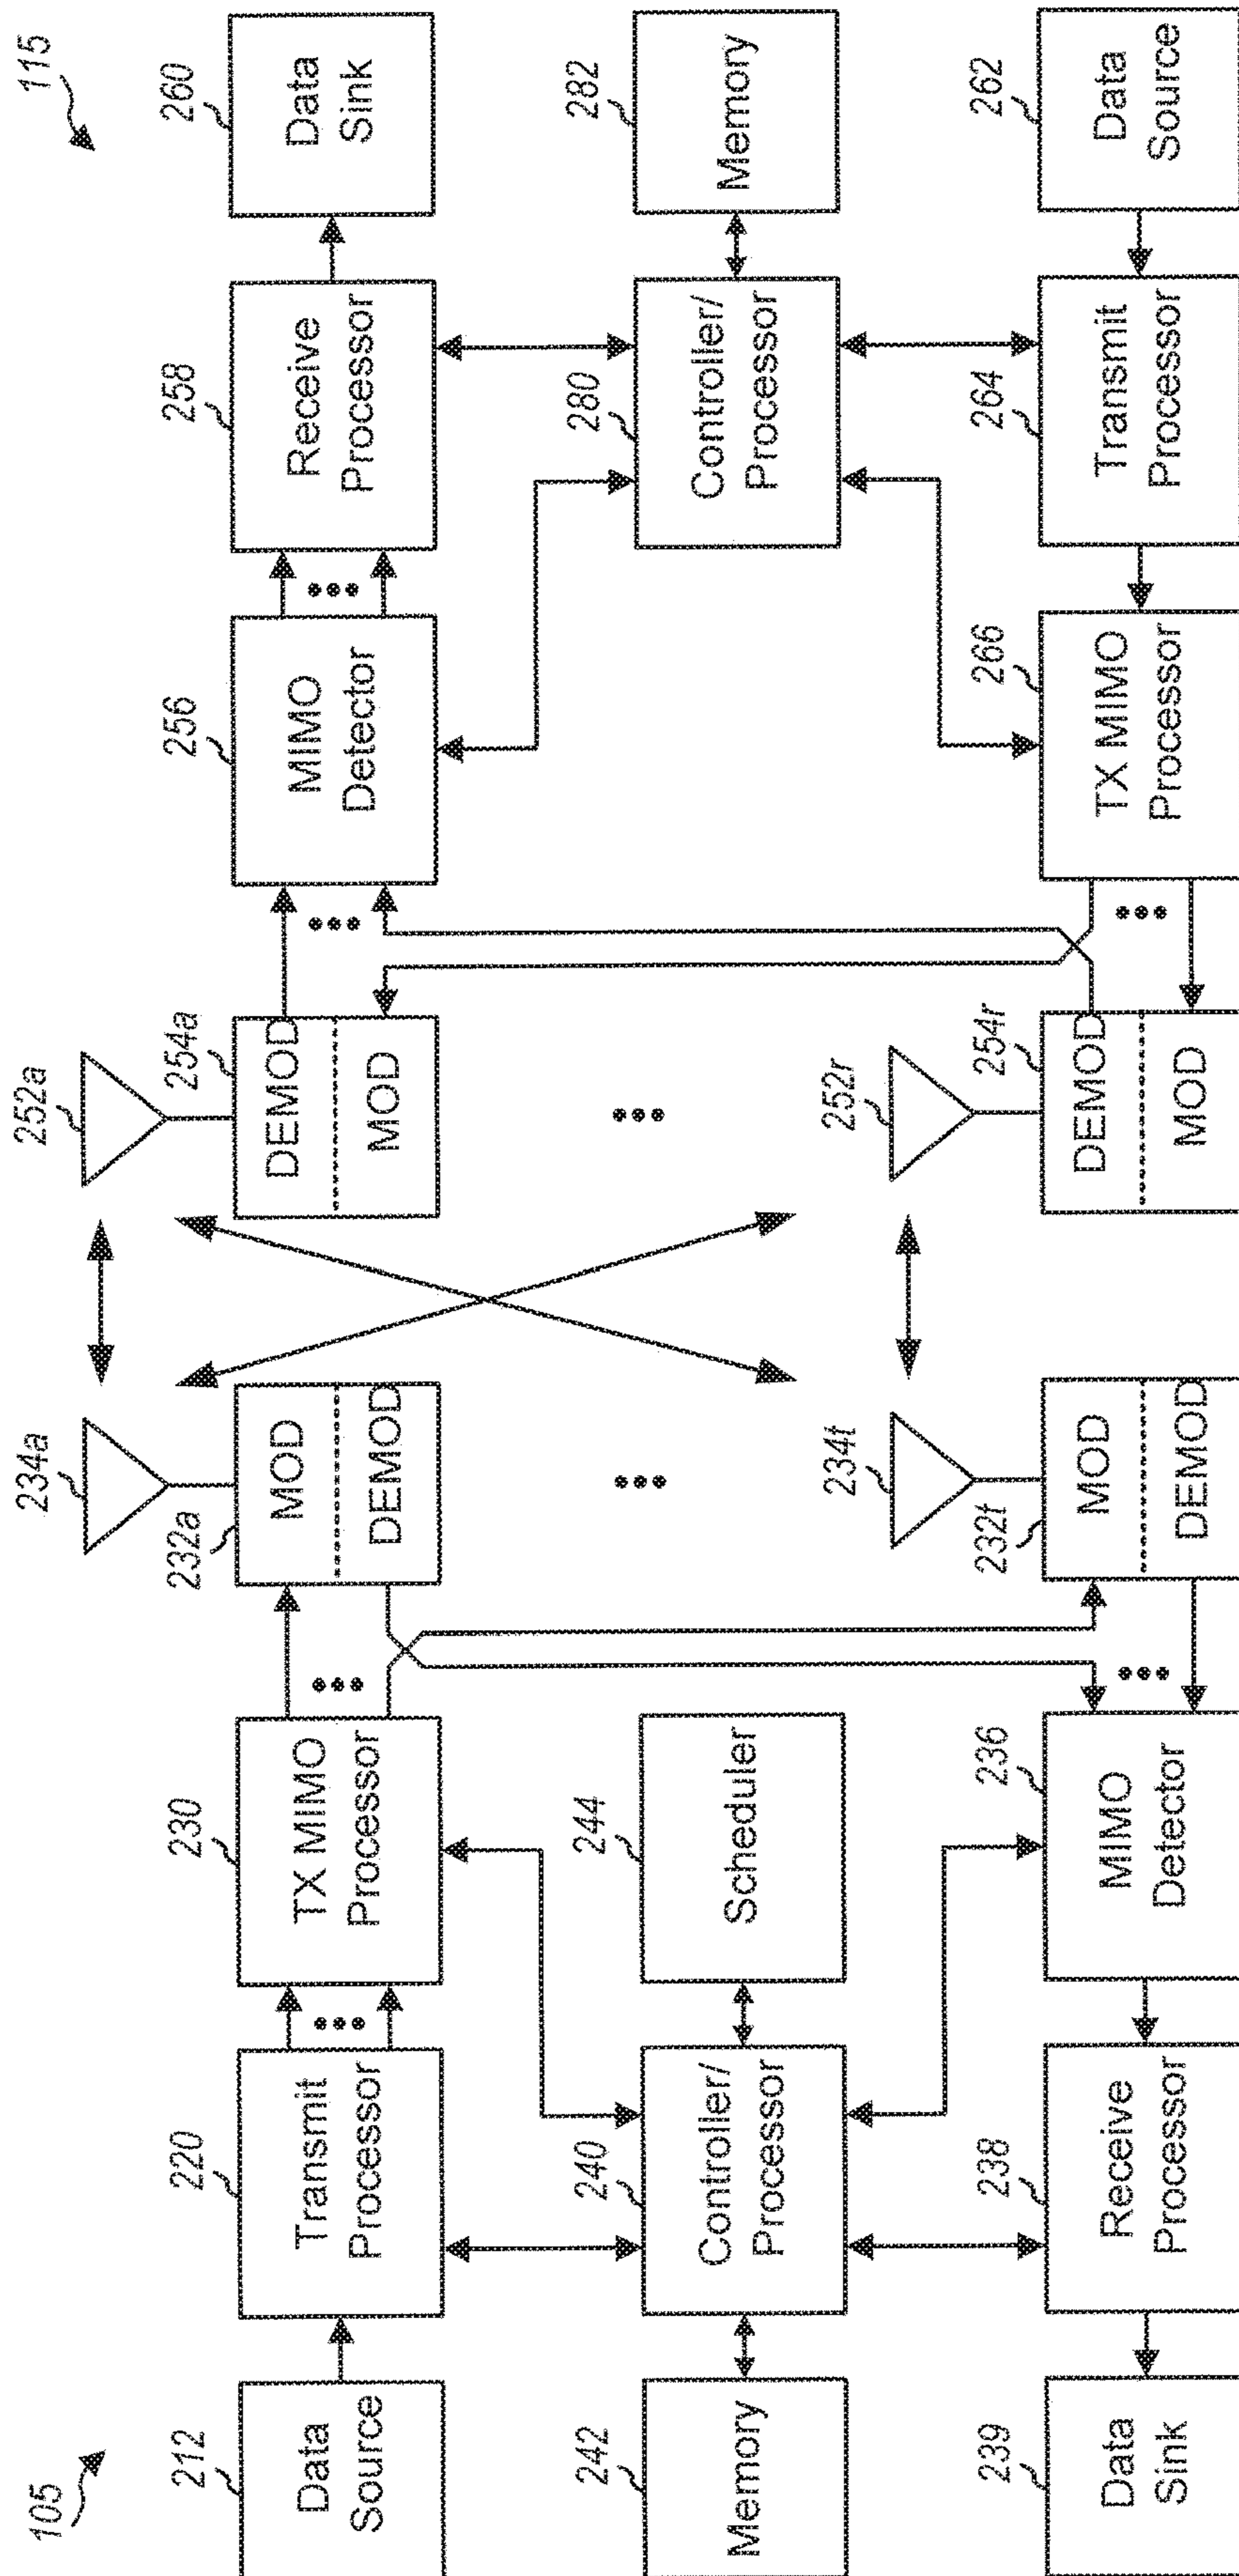 105
115
212
Data
Source
220
Transmit
Processor
230
TX MIMO
Processor
232a
MOD
DEMOD
234a
252a
254a
DEMOD
MOD
256
MIMO
Detector
258
Receive
Processor
260
Data
Sink
242
Memory
240
Controller/
Processor
244
Scheduler
280
Controller/
Processor
282
Memory
239
Data
Sink
238
Receive
Processor
236
MIMO
Detector
232t
MOD
DEMOD
234t
252r
254r
DEMOD
MOD
266
TX MIMO
Processor
264
Transmit
Processor
262
Data
Source